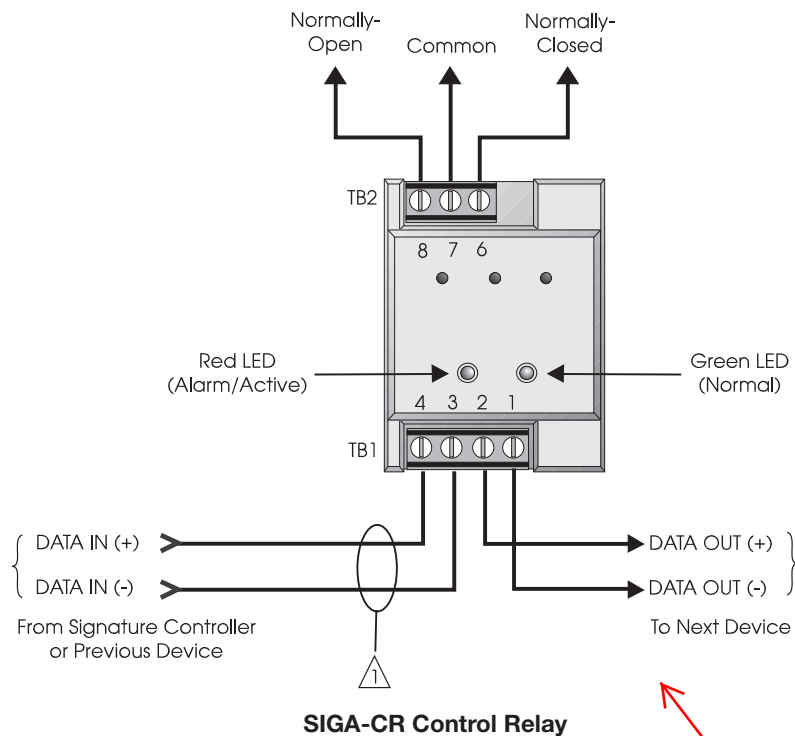 Normally-
Open
Common
Normally-
Closed
TB2
8 7 6
Red LED
(Alarm/Active)
Green LED
(Normal)
4 3 2 1
TB1
DATA IN (+)
DATA OUT (+)
DATA IN (-)
DATA OUT (-)
From Signature Controller
or Previous Device
To Next Device
1
SIGA-CR Control Relay